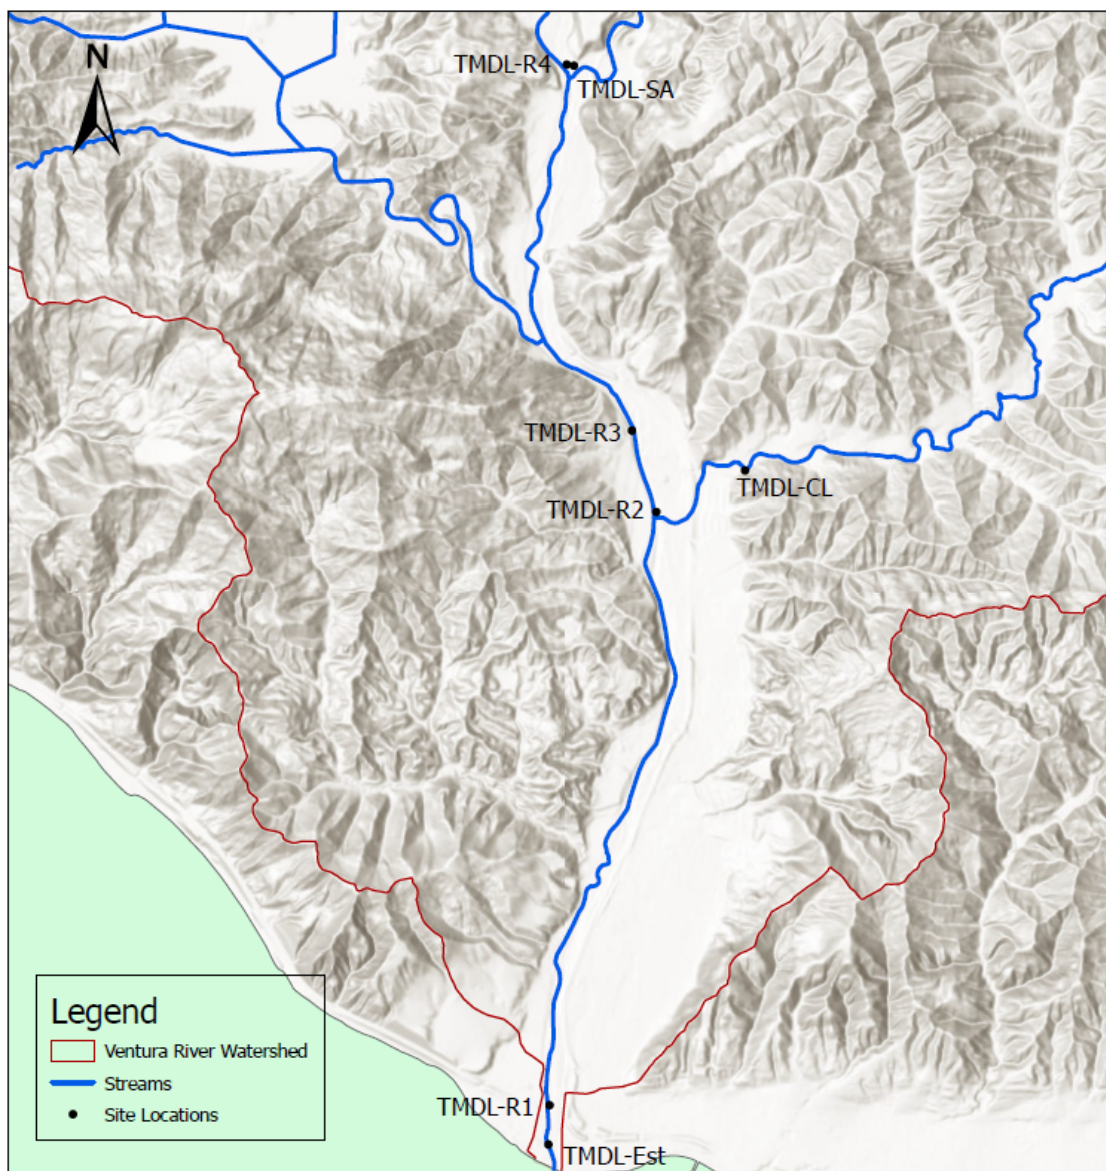 N
TMDL-R4
TMDL-SA
TMDL-R3
TMDL-CL
TMDL-R2
Legend
Ventura River Watershed
Streams
Site Locations
TMDL-R1
TMDL-Est